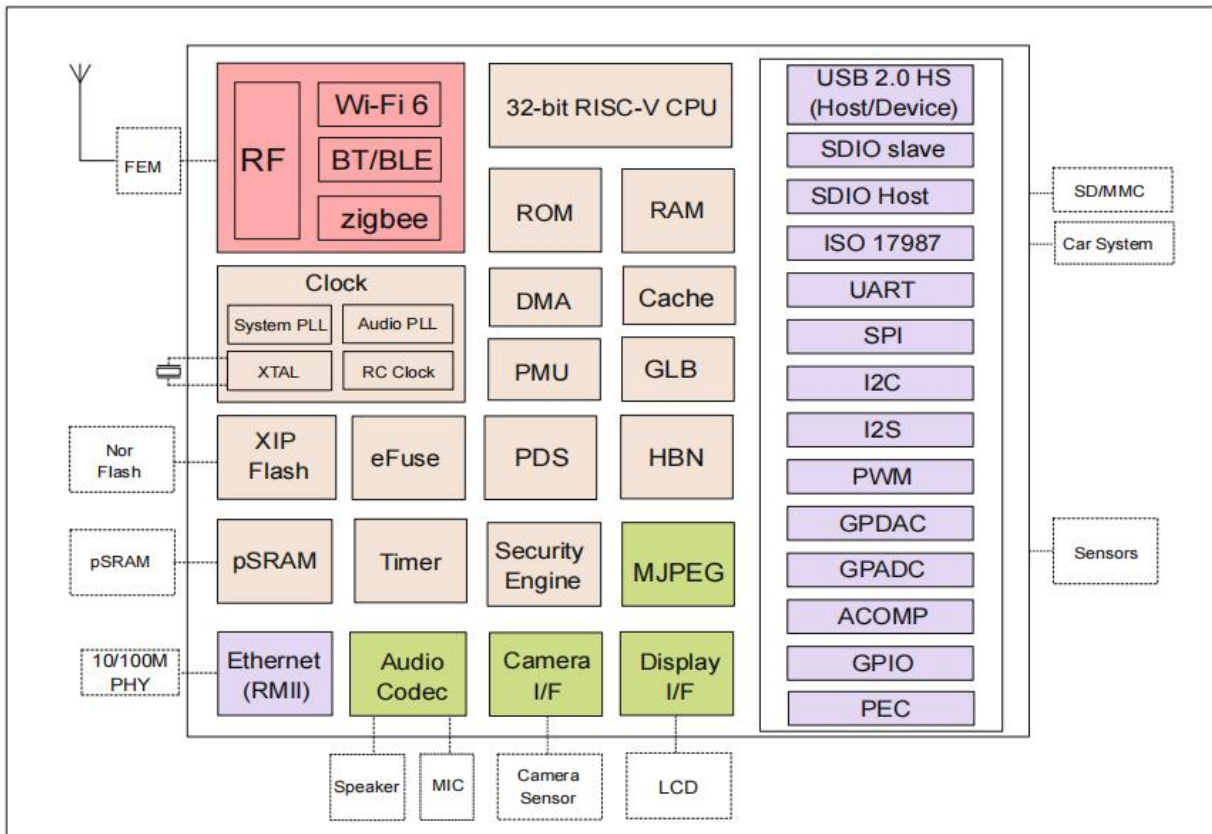 FEM
RF
Wi-Fi 6
BT/BLE
zigbee
Clock
System PLL
Audio PLL
XTAL
RC Clock
Nor
Flash
XIP
Flash
eFuse
pSRAM
pSRAM
Timer
10/100M
PHY
Ethernet
(RMII)
Audio
Codec
32-bit RISC-V CPU
ROM
RAM
DMA
Cache
PMU
GLB
PDS
HBN
Security
Engine
MJPEG
Camera
I/F
Display
I/F
Speaker
MIC
Camera
Sensor
LCD
USB 2.0 HS
(Host/Device)
SDIO slave
SDIO Host
ISO 17987
UART
SPI
I2C
I2S
PWM
GPDAC
GPADC
ACOMP
GPIO
PEC
SD/MMC
Car System
Sensors